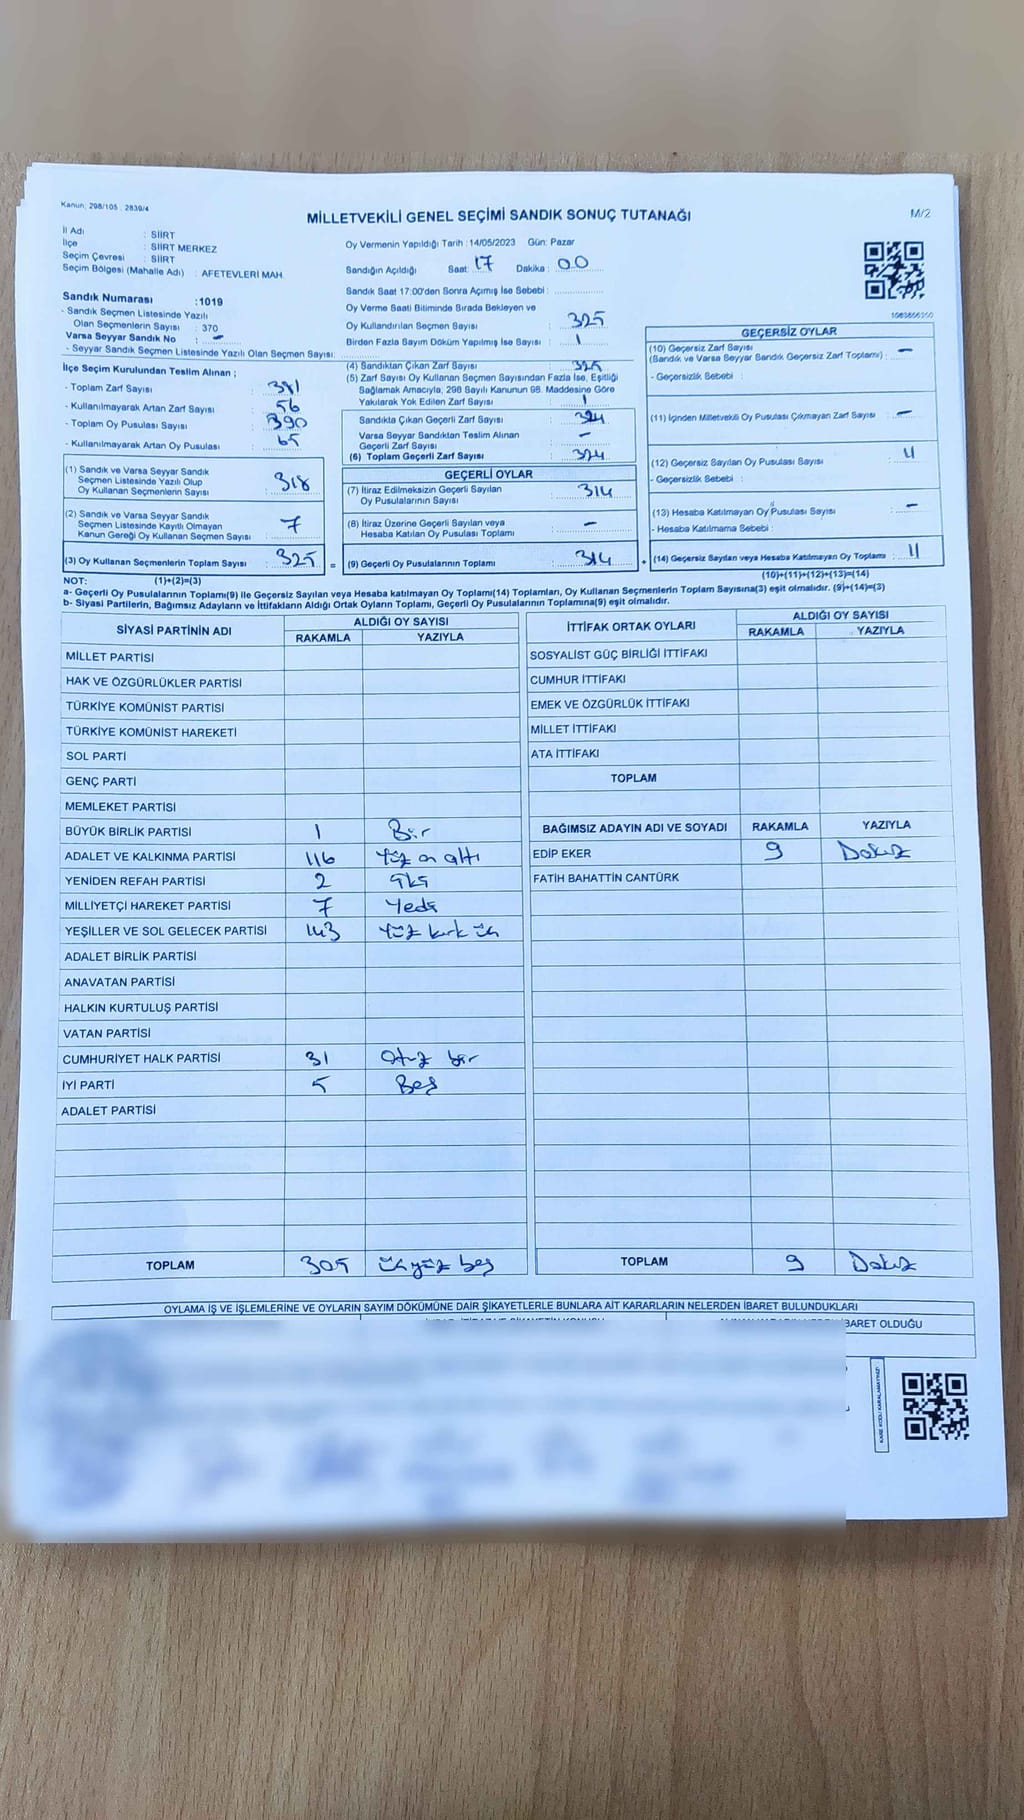 Kanun: 298/105 , 2839/4
MİLLETVEKİLİ GENEL SEÇİMİ SANDIK SONUÇ TUTANAĞI
M/2
İl Adı : SİİRT
İlçe : SİİRT MERKEZ
Seçim Çevresi : SİİRT
Seçim Bölgesi (Mahalle Adı) : AFETEVLERİ MAH.
Sandık Numarası :1019
- Sandık Seçmen Listesinde Yazılı
Olan Seçmenlerin Sayısı : 370
Varsa Seyyar Sandık No : -
- Seyyar Sandık Seçmen Listesinde Yazılı Olan Seçmen Sayısı:
Oy Vermenin Yapıldığı Tarih :14/05/2023 Gün: Pazar
Sandığın Açıldığı Saat: 17 Dakika : 00
Sandık Saat 17:00'den Sonra Açımış İse Sebebi :
Oy Verme Saati Bitiminde Sırada Bekleyen ve
Oy Kullandırılan Seçmen Sayısı : 325
Birden Fazla Sayım Döküm Yapılmış İse Sayısı : 1
İlçe Seçim Kurulundan Teslim Alınan ;
- Toplam Zarf Sayısı : 381
- Kullanılmayarak Artan Zarf Sayısı : 56
- Toplam Oy Pusulası Sayısı : 390
- Kullanılmayarak Artan Oy Pusulası : 65
(1) Sandık ve Varsa Seyyar Sandık
Seçmen Listesinde Yazılı Olup
Oy Kullanan Seçmenlerin Sayısı : 318
(2) Sandık ve Varsa Seyyar Sandık
Seçmen Listesinde Kayıtlı Olmayan
Kanun Gereği Oy Kullanan Seçmen Sayısı : 7
(3) Oy Kullanan Seçmenlerin Toplam Sayısı : 325 =
(4) Sandıktan Çıkan Zarf Sayısı : 325
(5) Zarf Sayısı Oy Kullanan Seçmen Sayısından Fazla İse, Eşitliği
Sağlamak Amacıyla, 298 Sayılı Kanunun 98. Maddesine Göre
Yakılarak Yok Edilen Zarf Sayısı : 1
Sandıkta Çıkan Geçerli Zarf Sayısı : 324
Varsa Seyyar Sandıktan Teslim Alınan
Geçerli Zarf Sayısı : -
(6) Toplam Geçerli Zarf Sayısı : 324
GEÇERLİ OYLAR
(7) İtiraz Edilmeksizin Geçerli Sayılan
Oy Pusulalarının Sayısı : 314
(8) İtiraz Üzerine Geçerli Sayılan veya
Hesaba Katılan Oy Pusulası Toplamı : -
(9) Geçerli Oy Pusulalarının Toplamı : 314 +
1083656350
GEÇERSİZ OYLAR
(10) Geçersiz Zarf Sayısı
(Sandık ve Varsa Seyyar Sandık Geçersiz Zarf Toplamı) : -
- Geçersizlik Sebebi :
(11) İçinden Milletvekili Oy Pusulası Çıkmayan Zarf Sayısı : -
(12) Geçersiz Sayılan Oy Pusulası Sayısı : 11
- Geçersizlik Sebebi :
(13) Hesaba Katılmayan Oy Pusulası Sayısı : -
- Hesaba Katılmama Sebebi :
(14) Geçersiz Sayılan veya Hesaba Katılmayan Oy Toplamı : 11
NOT: (1)+(2)=(3) (10)+(11)+(12)+(13)=(14)
a- Geçerli Oy Pusulalarının Toplamı(9) ile Geçersiz Sayılan veya Hesaba katılmayan Oy Toplamı(14) Toplamları, Oy Kullanan Seçmenlerin Toplam Sayısına(3) eşit olmalıdır. (9)+(14)=(3)
b- Siyasi Partilerin, Bağımsız Adayların ve İttifakların Aldığı Ortak Oyların Toplamı, Geçerli Oy Pusulalarının Toplamına(9) eşit olmalıdır.
SİYASİ PARTİNİN ADI ALDIĞI OY SAYISI
RAKAMLA YAZIYLA
MİLLET PARTİSİ
HAK VE ÖZGÜRLÜKLER PARTİSİ
TÜRKİYE KOMÜNİST PARTİSİ
TÜRKİYE KOMÜNİST HAREKETİ
SOL PARTİ
GENÇ PARTİ
MEMLEKET PARTİSİ
BÜYÜK BİRLİK PARTİSİ 1 Bir
ADALET VE KALKINMA PARTİSİ 116 Yüz on altı
YENİDEN REFAH PARTİSİ 2 iki
MİLLİYETÇİ HAREKET PARTİSİ 7 Yedi
YEŞİLLER VE SOL GELECEK PARTİSİ 143 Yüz kırk üç
ADALET BİRLİK PARTİSİ
ANAVATAN PARTİSİ
HALKIN KURTULUŞ PARTİSİ
VATAN PARTİSİ
CUMHURİYET HALK PARTİSİ 31 Otuz bir
İYİ PARTİ 5 Beş
ADALET PARTİSİ
TOPLAM 305 üçyüz beş
İTTİFAK ORTAK OYLARI ALDIĞI OY SAYISI
RAKAMLA YAZIYLA
SOSYALİST GÜÇ BİRLİĞİ İTTİFAKI
CUMHUR İTTİFAKI
EMEK VE ÖZGÜRLÜK İTTİFAKI
MİLLET İTTİFAKI
ATA İTTİFAKI
TOPLAM
BAĞIMSIZ ADAYIN ADI VE SOYADI RAKAMLA YAZIYLA
EDİP EKER 9 Dokuz
FATİH BAHATTİN CANTÜRK
TOPLAM 9 Dokuz
OYLAMA İŞ VE İŞLEMLERİNE VE OYLARIN SAYIM DÖKÜMÜNE DAİR ŞİKAYETLERLE BUNLARA AİT KARARLARIN NELERDEN İBARET BULUNDUKLARI
İBARET OLDUĞU
KARE KODU KARALAMAYINIZ!